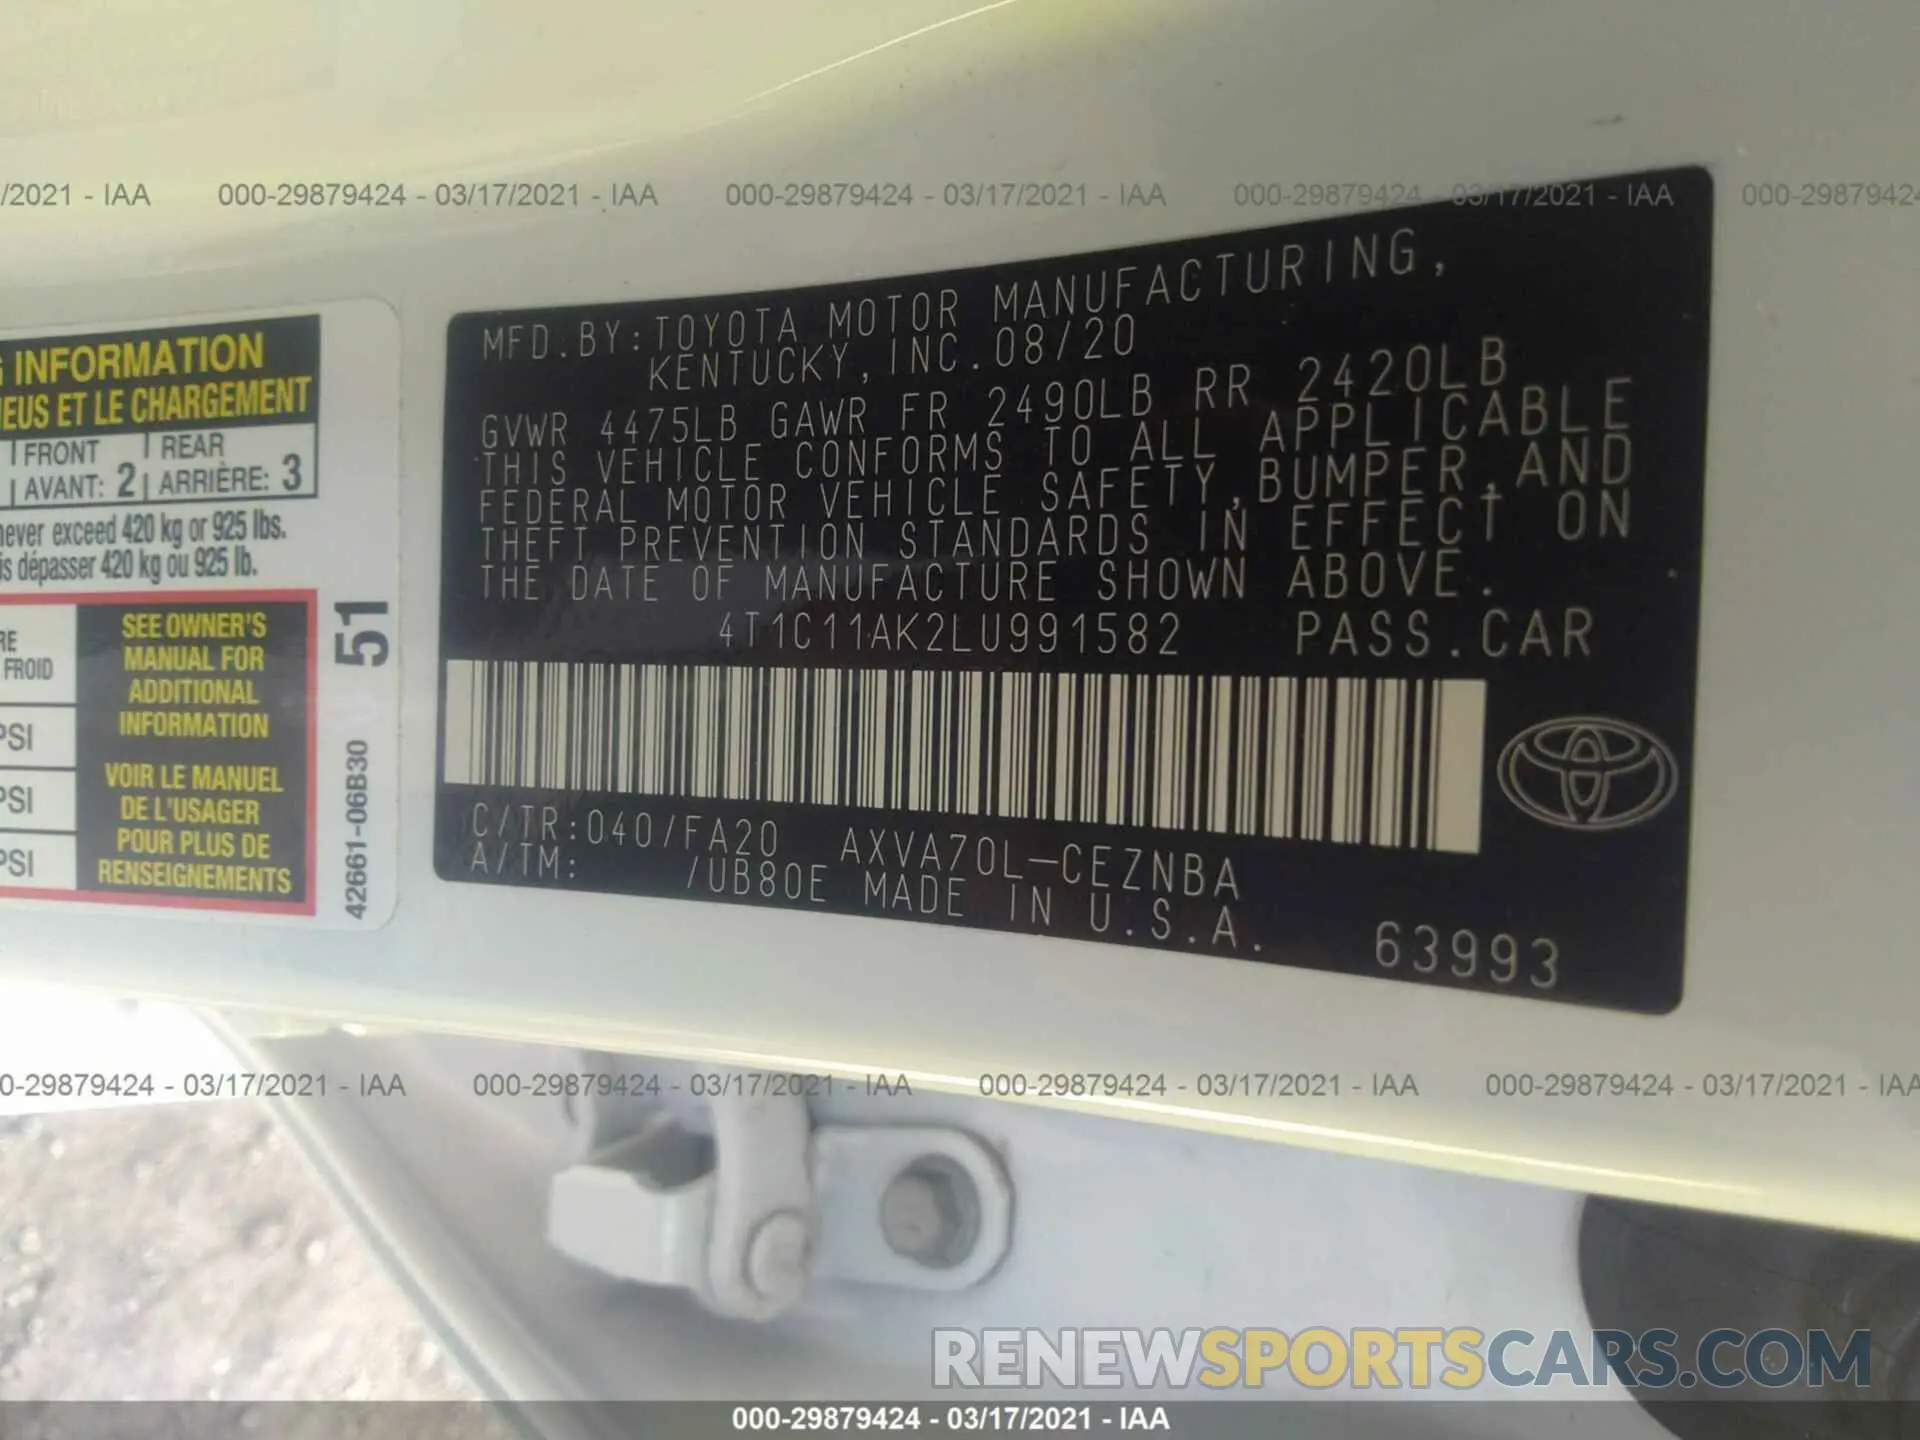 /2021 - IAA 000-29879424 - 03/17/2021 - IAA 000-29879424 - 03/17/2021 - IAA 000-29879424 - 03/17/2021 - IAA 000-2987942
INFORMATION
EUS ET LE CHARGEMENT
FRONT REAR
AVANT: 2 ARRIÈRE: 3
never exceed 420 kg or 925 lbs.
is dépasser 420 kg ou 925 lb.
FROID
PSI
PSI
PSI
SEE OWNER'S
MANUAL FOR
ADDITIONAL
INFORMATION
VOIR LE MANUEL
DE L'USAGER
POUR PLUS DE
RENSEIGNEMENTS
51
42661-06B30
MFD.BY:TOYOTA MOTOR MANUFACTURING,
KENTUCKY, INC.08/20
GVWR 4475LB GAWR FR 2490LB RR 2420LB
THIS VEHICLE CONFORMS TO ALL APPLICABLE
FEDERAL MOTOR VEHICLE SAFETY,BUMPER,AND
THEFT PREVENTION STANDARDS IN EFFECT ON
THE DATE OF MANUFACTURE SHOWN ABOVE.
4T1C11AK2LU991582 PASS.CAR
C/TR:040/FA20 AXVA70L-CEZNBA
A/TM: /UB80E MADE IN U.S.A.
63993
0-29879424 - 03/17/2021 - IAA 000-29879424 - 03/17/2021 - IAA 000-29879424 - 03/17/2021 - IAA 000-29879424 - 03/17/2021 - IAA
RENEWSPORTSCARS.COM
000-29879424 - 03/17/2021 - IAA